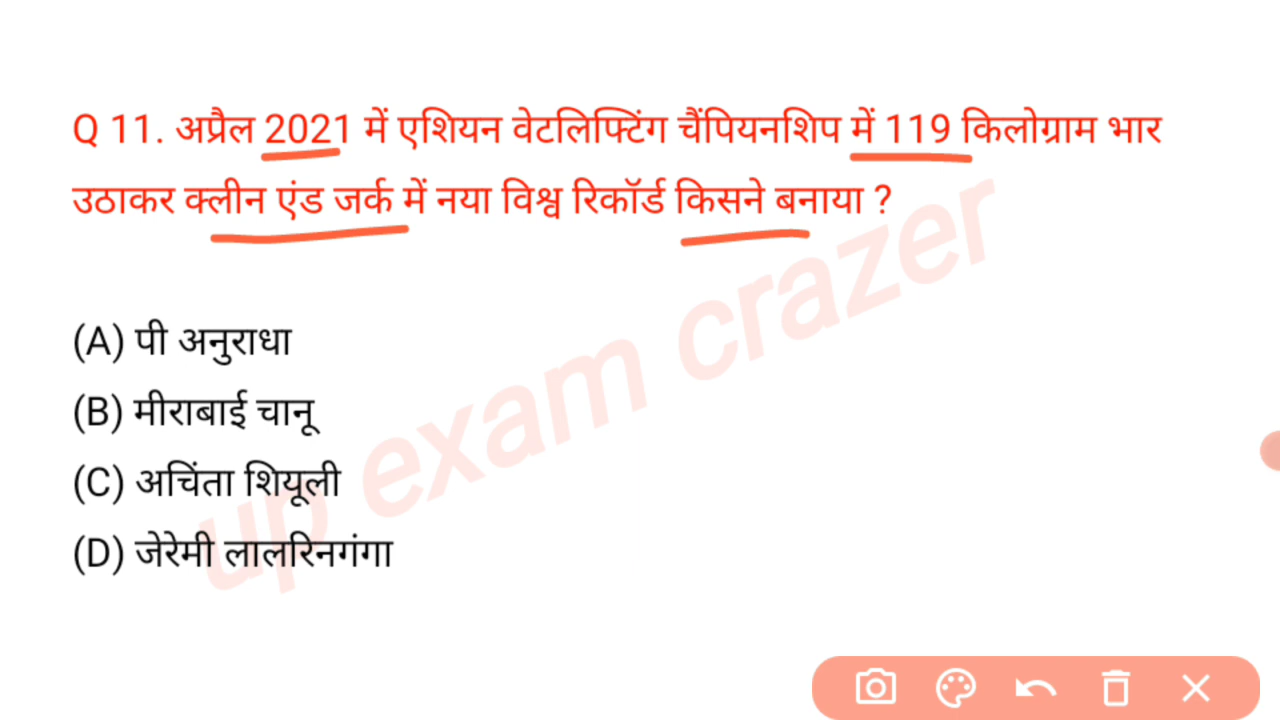 Q 11. अप्रैल 2021 में एशियन वेटलिफ्टिंग चैंपियनशिप में 119 किलोग्राम भार
उठाकर क्लीन एंड जर्क में नया विश्व रिकॉर्ड किसने बनाया ?
(A) पी अनुराधा
(B) मीराबाई चानू
(C) अचिंता शियूली
(D) जेरेमी लालरिनगंगा
up exam crazer